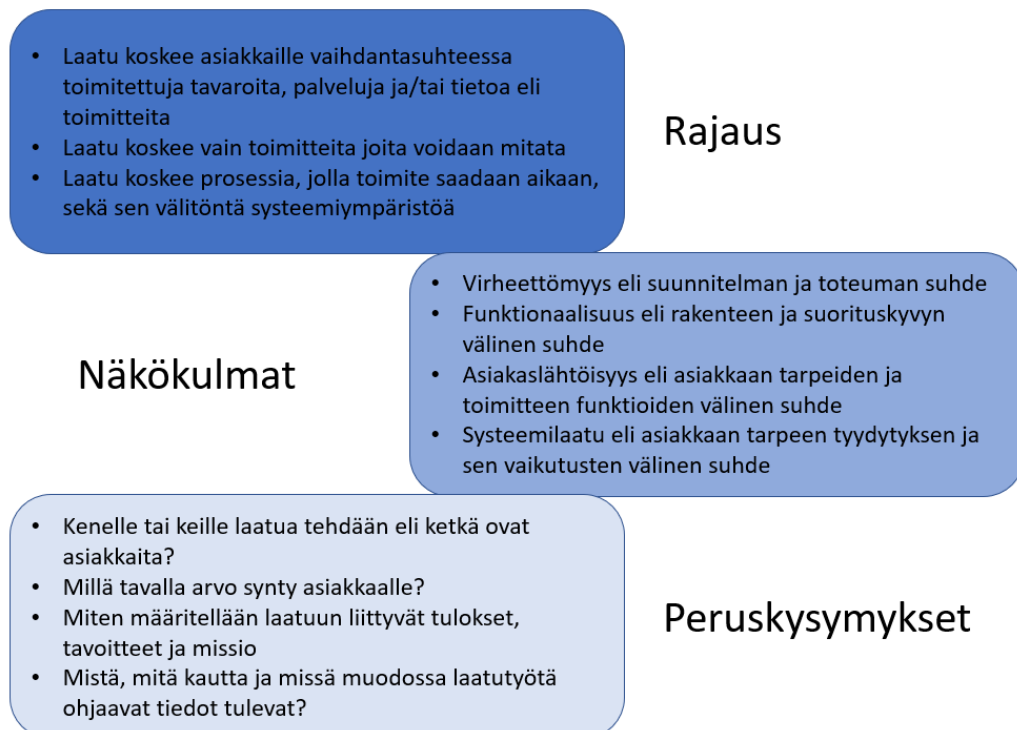 • Laatu koskee asiakkaille vaihdantasuhteessa
toimitettuja tavaroita, palveluja ja/tai tietoa eli
toimitteita
• Laatu koskee vain toimitteita joita voidaan mitata
• Laatu koskee prosessia, jolla toimite saadaan aikaan,
sekä sen välitöntä systeemiympäristöä
Rajaus
Näkökulmat
• Virheettömyys eli suunnitelman ja toteuman suhde
• Funktionaalisuus eli rakenteen ja suorituskyvyn
välinen suhde
• Asiakaslähtöisyys eli asiakkaan tarpeiden ja
toimitteen funktioiden välinen suhde
• Systeemilaatu eli asiakkaan tarpeen tyydytyksen ja
sen vaikutusten välinen suhde
• Kenelle tai keille laatua tehdään eli ketkä ovat
asiakkaita?
• Millä tavalla arvo synty asiakkaalle?
• Miten määritellään laatuun liittyvät tulokset,
tavoitteet ja missio
• Mistä, mitä kautta ja missä muodossa laatutyötä
ohjaavat tiedot tulevat?
Peruskysymykset